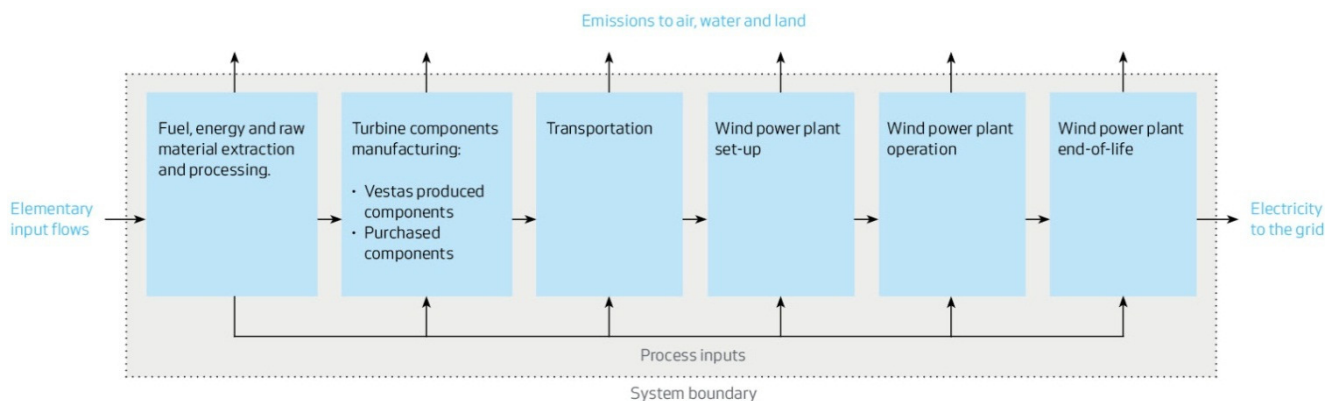 Emissions to air, water and land
Fuel, energy and raw
material extraction
and processing.
Turbine components
manufacturing:
• Vestas produced
components
• Purchased
components
Transportation
Wind power plant
set-up
Wind power plant
operation
Wind power plant
end-of-life
Elementary
input flows
Electricity
to the grid
Process inputs
System boundary